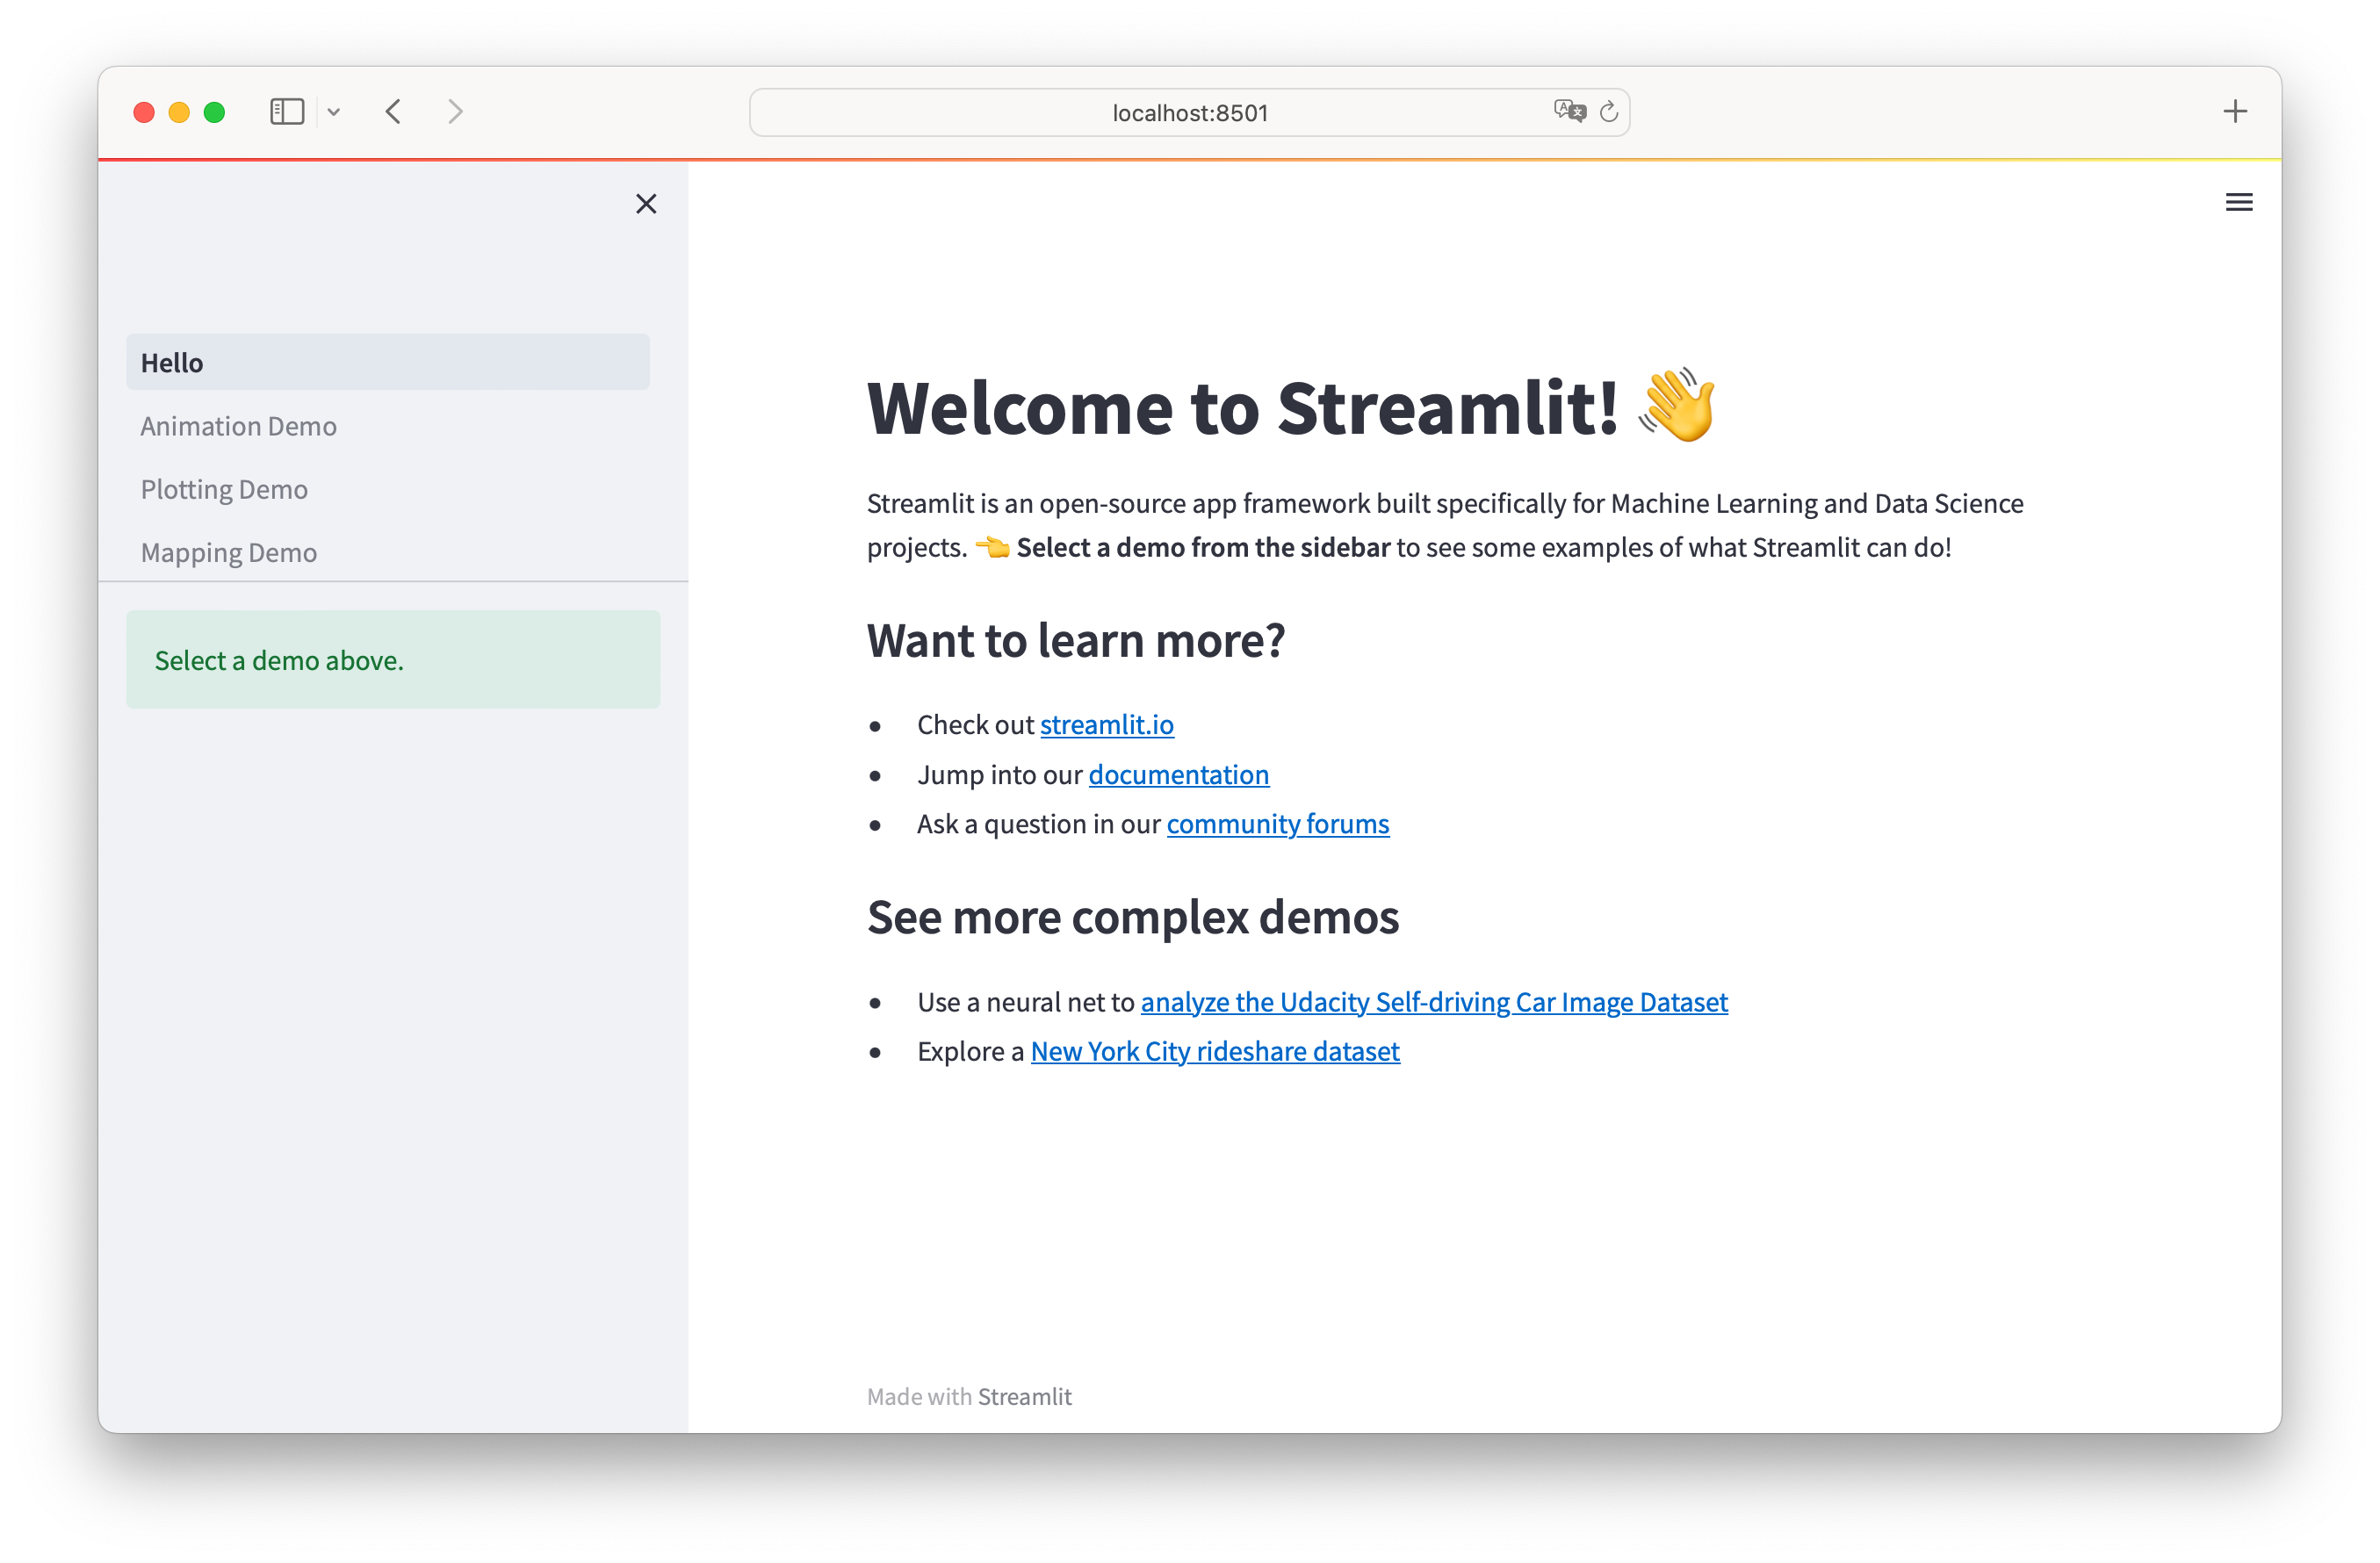 localhost:8501
Hello
Animation Demo
Plotting Demo
Mapping Demo
Select a demo above.
Welcome to Streamlit! 👋
Streamlit is an open-source app framework built specifically for Machine Learning and Data Science
projects. 👈 Select a demo from the sidebar to see some examples of what Streamlit can do!
Want to learn more?
• Check out streamlit.io
• Jump into our documentation
• Ask a question in our community forums
See more complex demos
• Use a neural net to analyze the Udacity Self-driving Car Image Dataset
• Explore a New York City rideshare dataset
Made with Streamlit